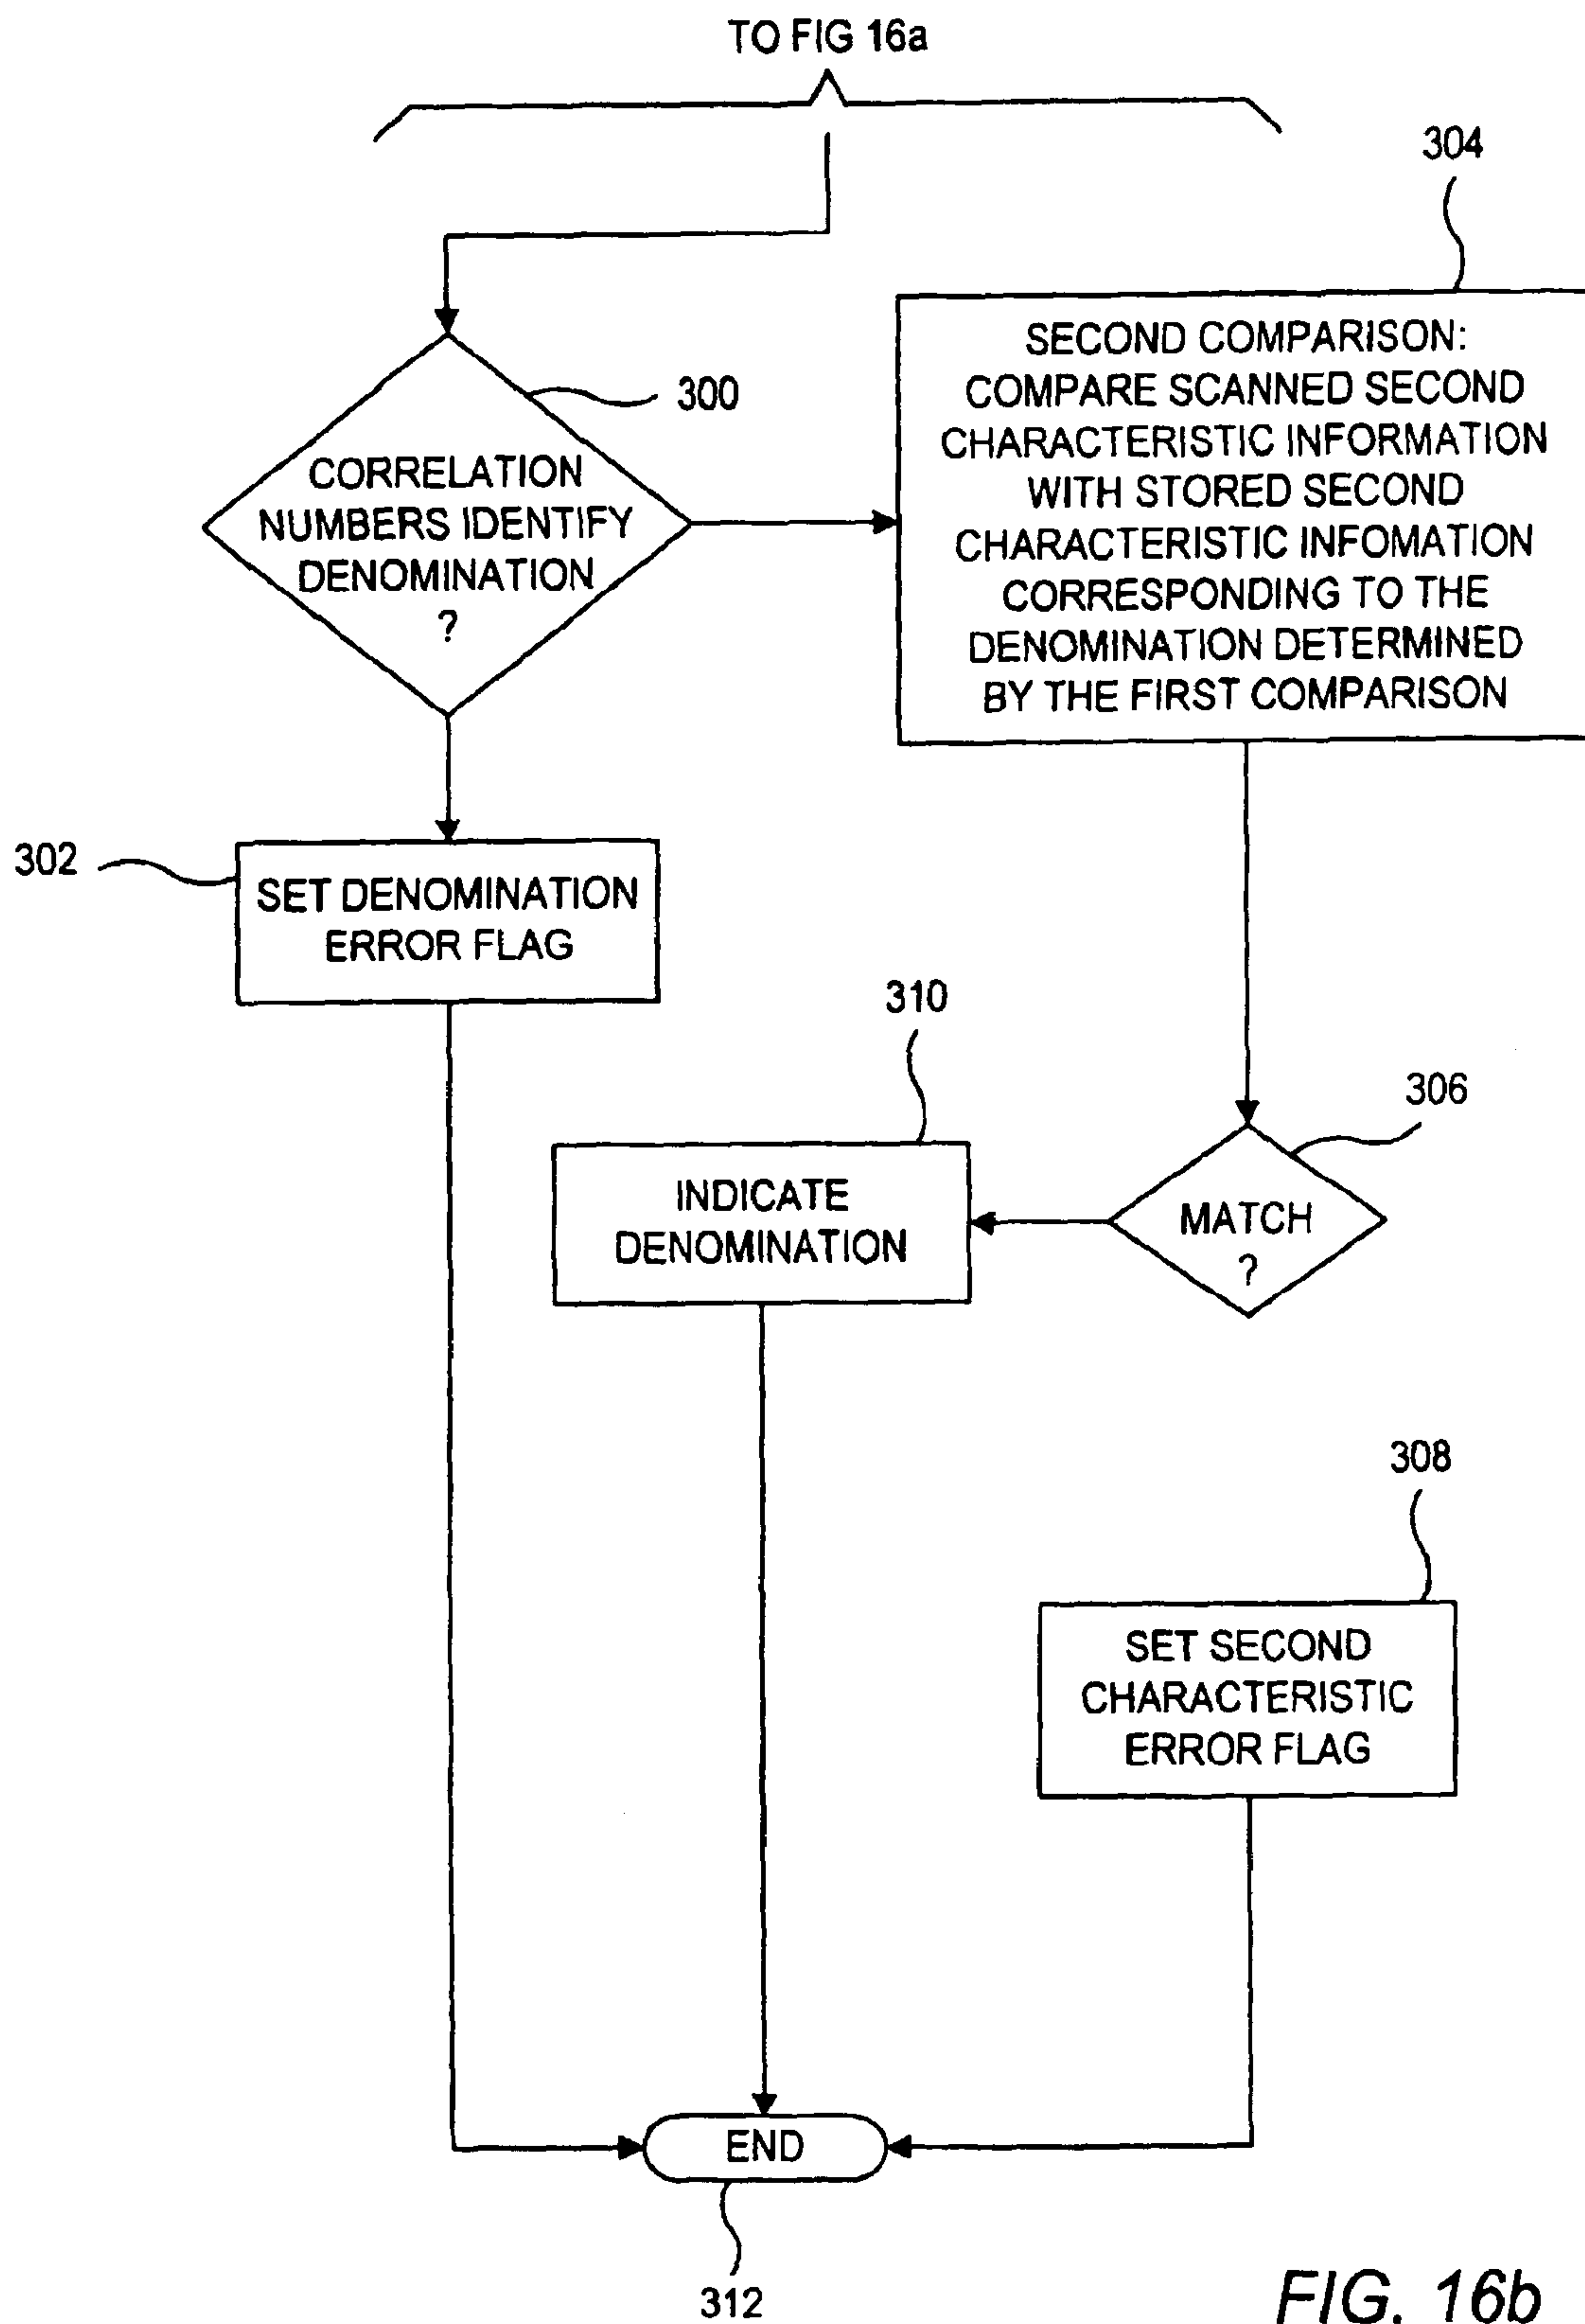 TO FIG 16a
304
SECOND COMPARISON:
COMPARE SCANNED SECOND
CHARACTERISTIC INFORMATION
WITH STORED SECOND
CHARACTERISTIC INFOMATION
CORRESPONDING TO THE
DENOMINATION DETERMINED
BY THE FIRST COMPARISON
300
CORRELATION
NUMBERS IDENTIFY
DENOMINATION
?
302
SET DENOMINATION
ERROR FLAG
310
INDICATE
DENOMINATION
306
MATCH
?
308
SET SECOND
CHARACTERISTIC
ERROR FLAG
END
312
FIG. 16b